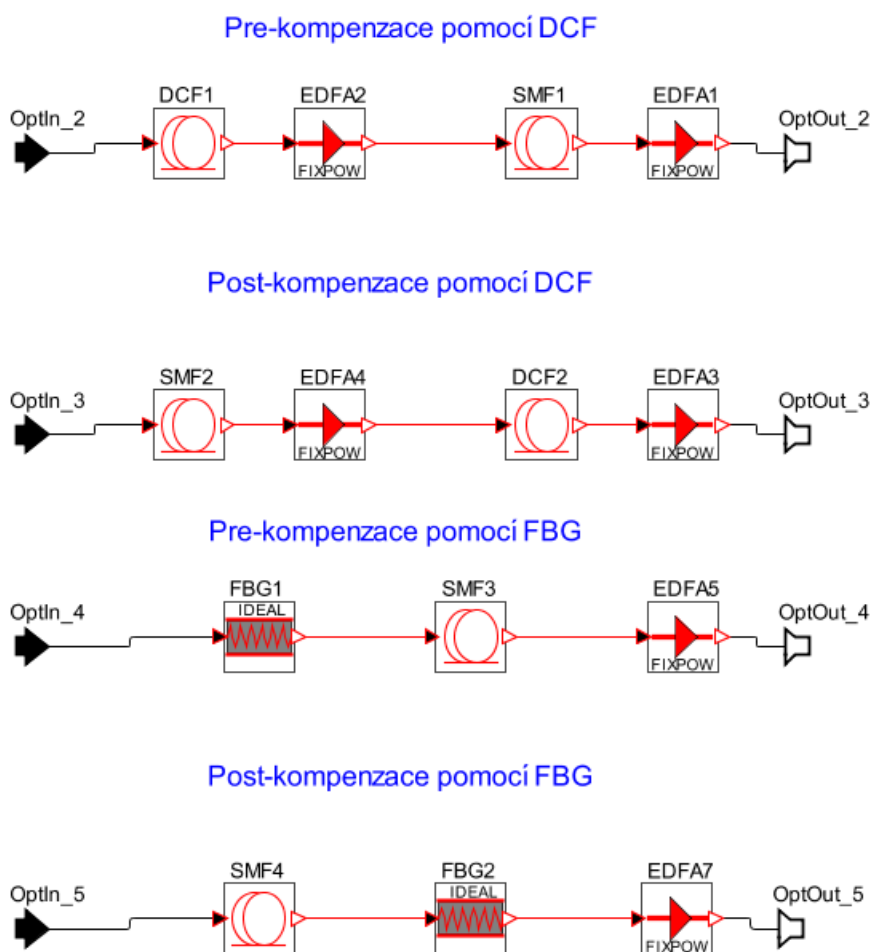 Pre-kompenzace pomocí DCF
DCF1 EDFA2 SMF1 EDFA1
OptIn_2 OptOut_2
FIXPOW FIXPOW
Post-kompenzace pomocí DCF
SMF2 EDFA4 DCF2 EDFA3
OptIn_3 OptOut_3
FIXPOW FIXPOW
Pre-kompenzace pomocí FBG
FBG1 SMF3 EDFA5
OptIn_4 IDEAL OptOut_4
FIXPOW
Post-kompenzace pomocí FBG
SMF4 FBG2 EDFA7
OptIn_5 IDEAL OptOut_5
FIXPOW